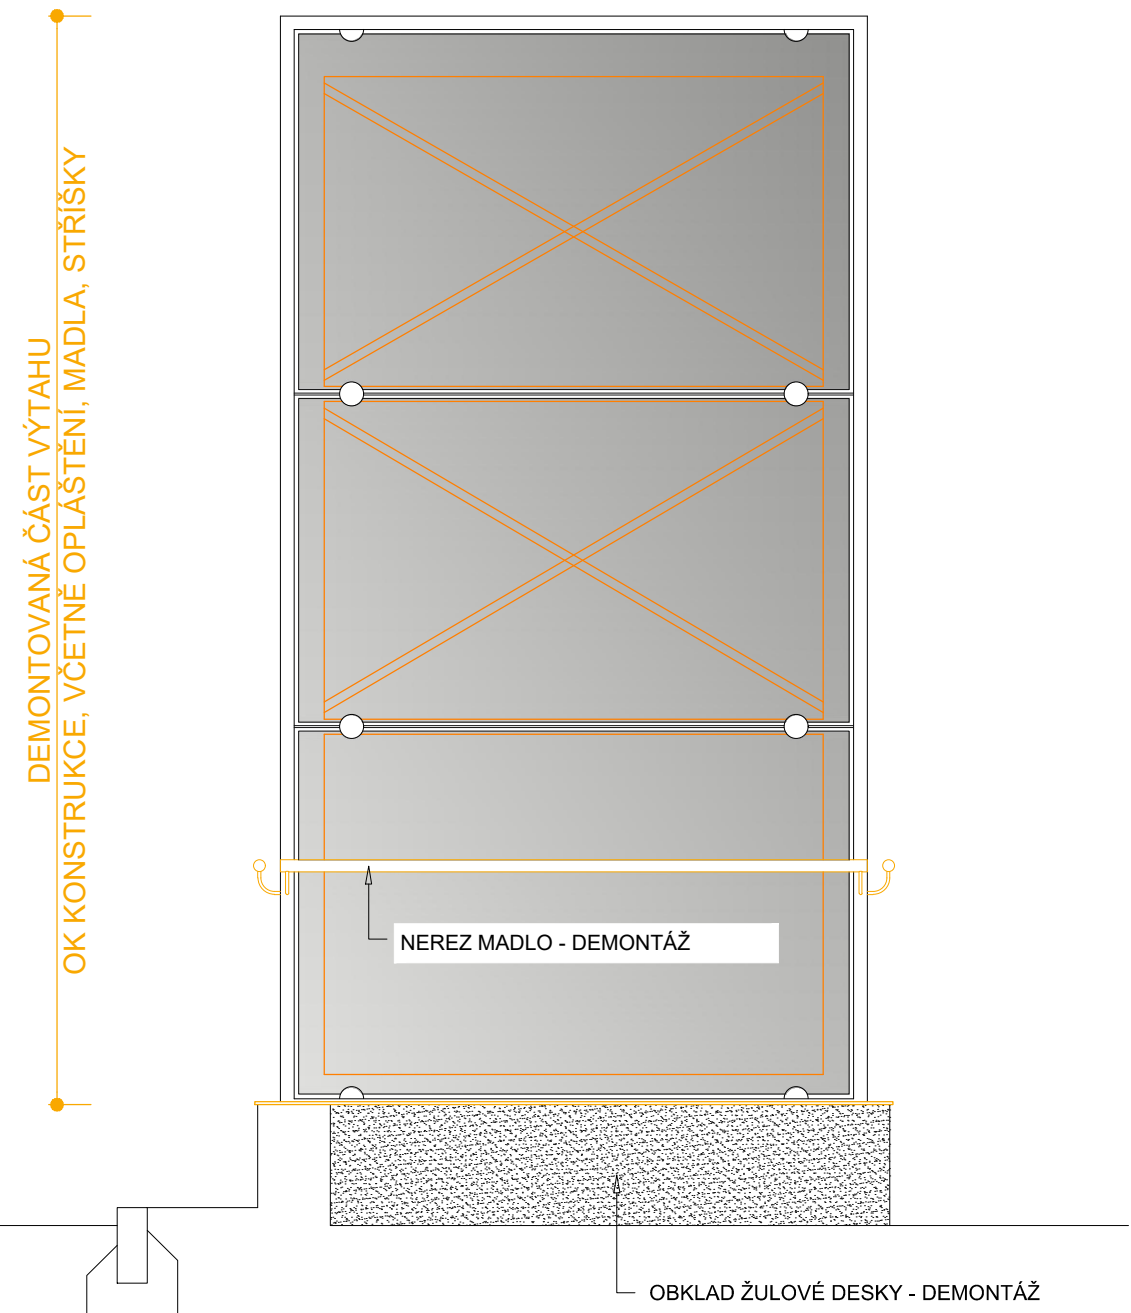 DEMONTOVANÁ ČÁST VÝTAHU
OK KONSTRUKCE, VČETNĚ OPLÁŠTĚNÍ, MADLA, STŘÍŠKY
NEREZ MADLO - DEMONTÁŽ
OBKLAD ŽULOVÉ DESKY - DEMONTÁŽ